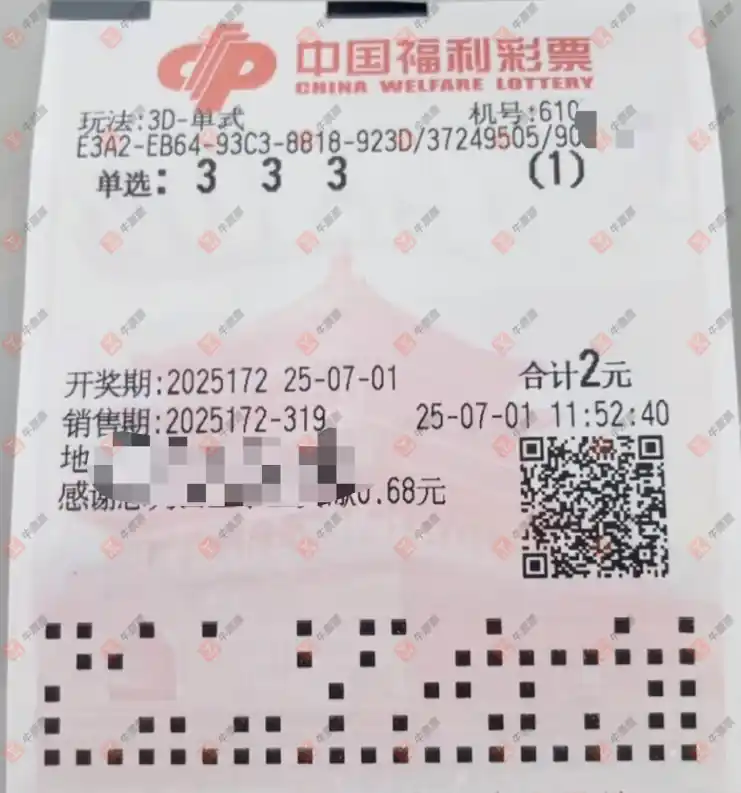 中国福利彩票
CHINA WELFARE LOTTERY
玩法:3D-单式 机号:610
E3A2-EB64-93C3-8818-923D/37249505/90
单选: 3 3 3 (1)
开奖期:2025172 25-07-01 合计2元
销售期:2025172-319 25-07-01 11:52:40
地
感谢 0.68元